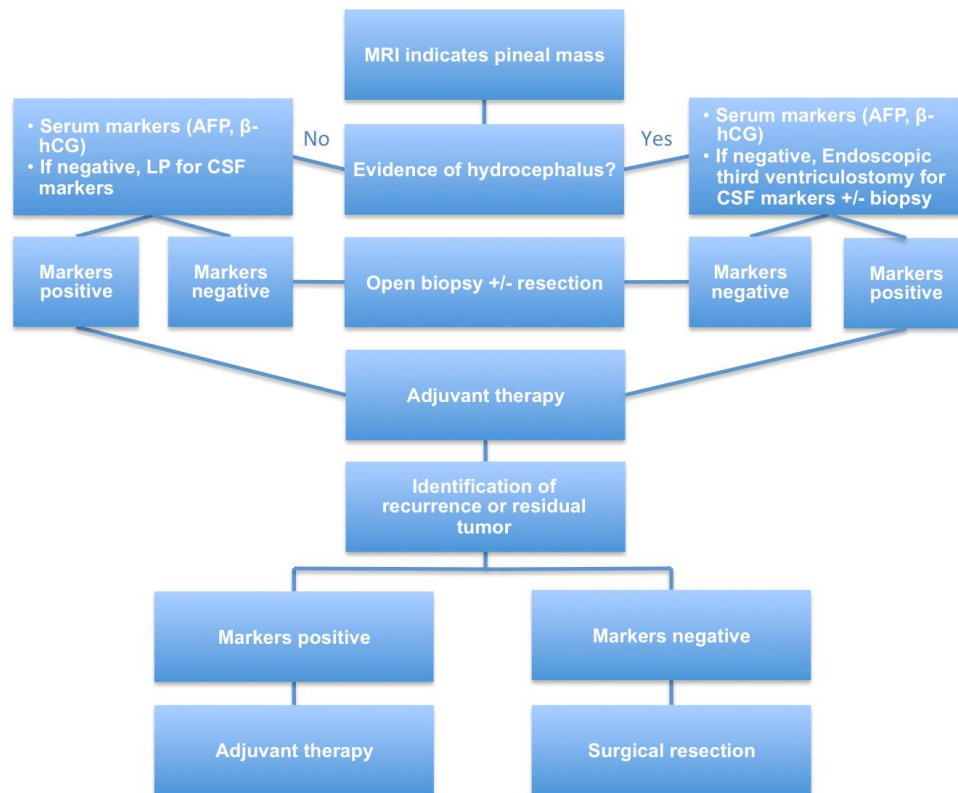 MRI indicates pineal mass
• Serum markers (AFP, β-
hCG)
• If negative, LP for CSF
markers
No
Evidence of hydrocephalus?
Yes
• Serum markers (AFP, β-
hCG)
• If negative, Endoscopic
third ventriculostomy for
CSF markers +/- biopsy
Markers
positive
Markers
negative
Open biopsy +/- resection
Markers
negative
Markers
positive
Adjuvant therapy
Identification of
recurrence or residual
tumor
Markers positive
Markers negative
Adjuvant therapy
Surgical resection